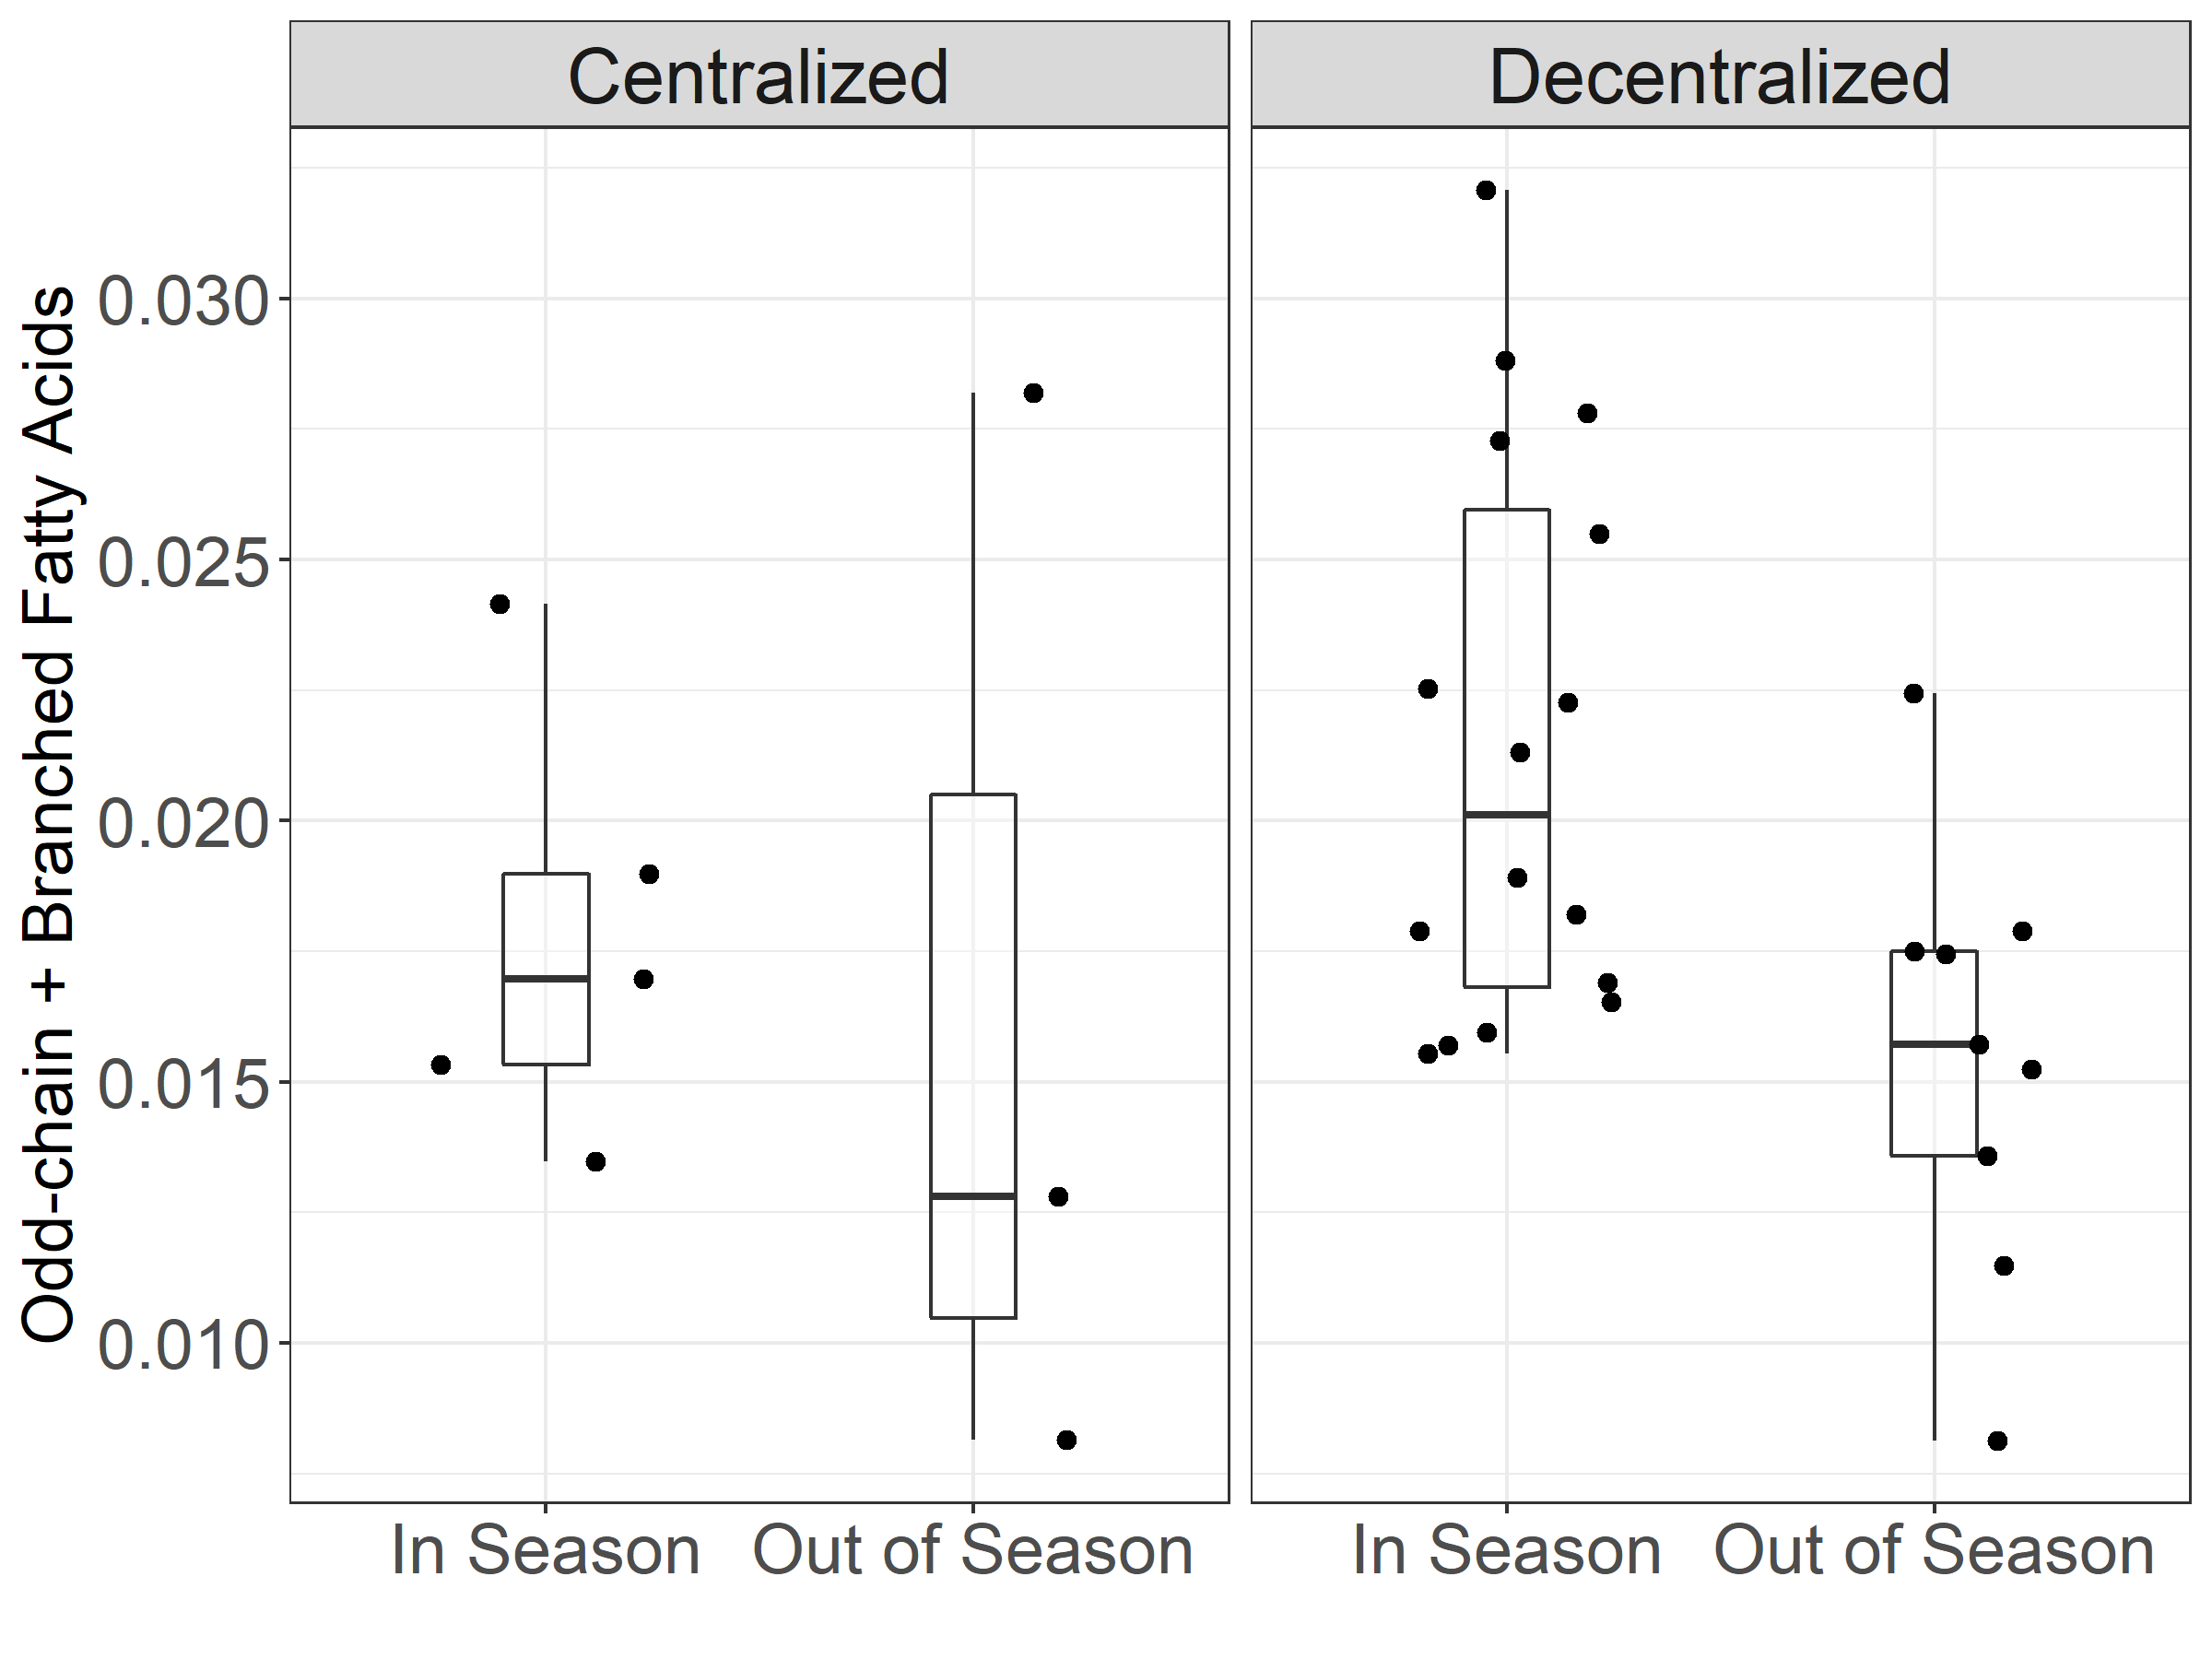 Centralized
Decentralized
Odd-chain + Branched Fatty Acids
0.030
0.025
0.020
0.015
0.010
In Season
Out of Season
In Season
Out of Season